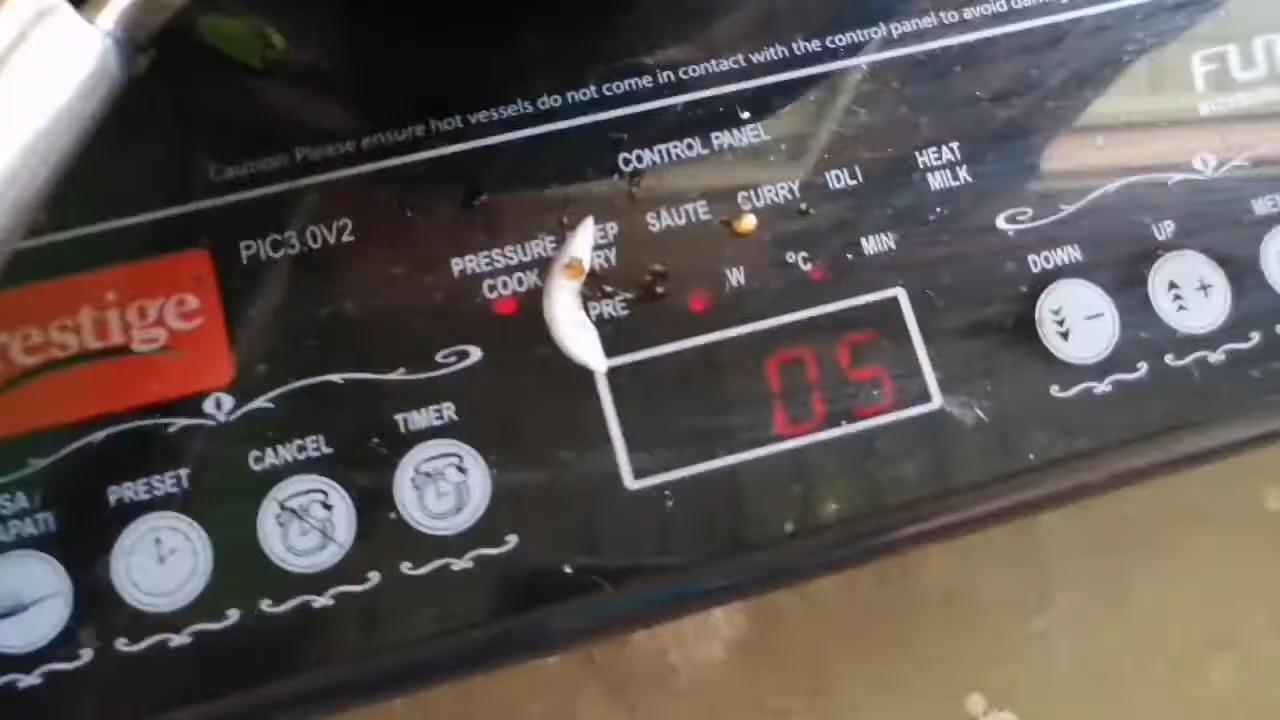 Caution: Please ensure hot vessels do not come in contact with the control panel to avoid
FU
CONTROL PANEL
PIC3.0V2
PRESSURE COOK
SAUTE
CURRY
IDLI
HEAT MILK
PRE
W
°C
MIN
05
DOWN
UP
restige
PRESET
CANCEL
TIMER